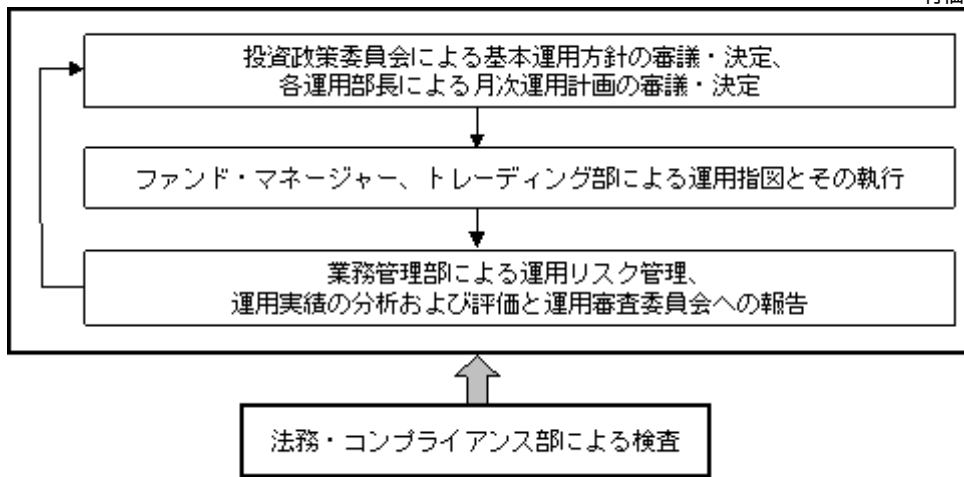 投資政策委員会による基本運用方針の審議・決定、
各運用部長による月次運用計画の審議・決定
ファンド・マネージャー、トレーディング部による運用指図とその執行
業務管理部による運用リスク管理、
運用実績の分析および評価と運用審査委員会への報告
法務・コンプライアンス部による検査